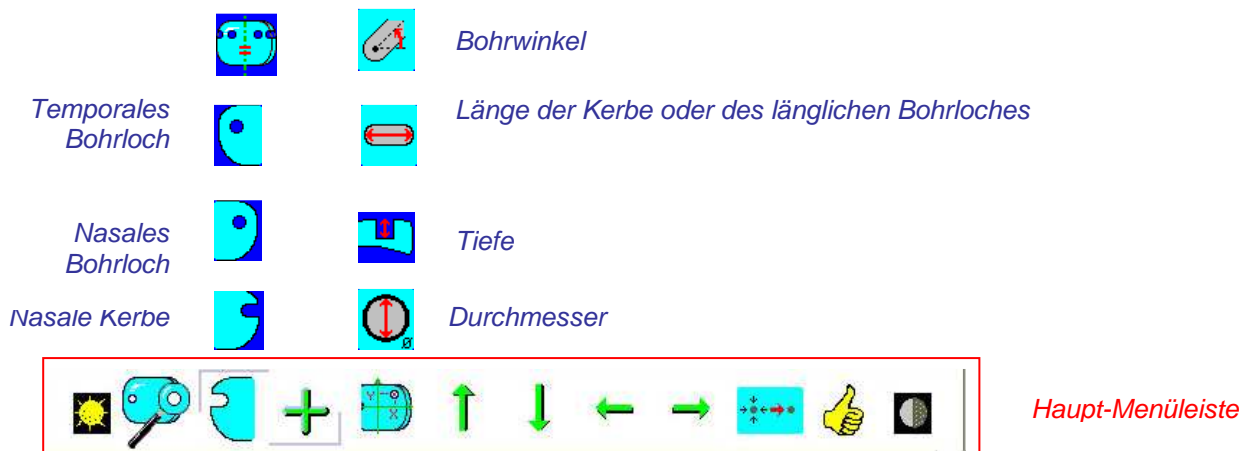 Bohrwinkel
Temporales
Bohrloch
Länge der Kerbe oder des länglichen Bohrloches
Nasales
Bohrloch
Tiefe
Nasale Kerbe
Durchmesser
Ø
Y
X
Haupt-Menüleiste